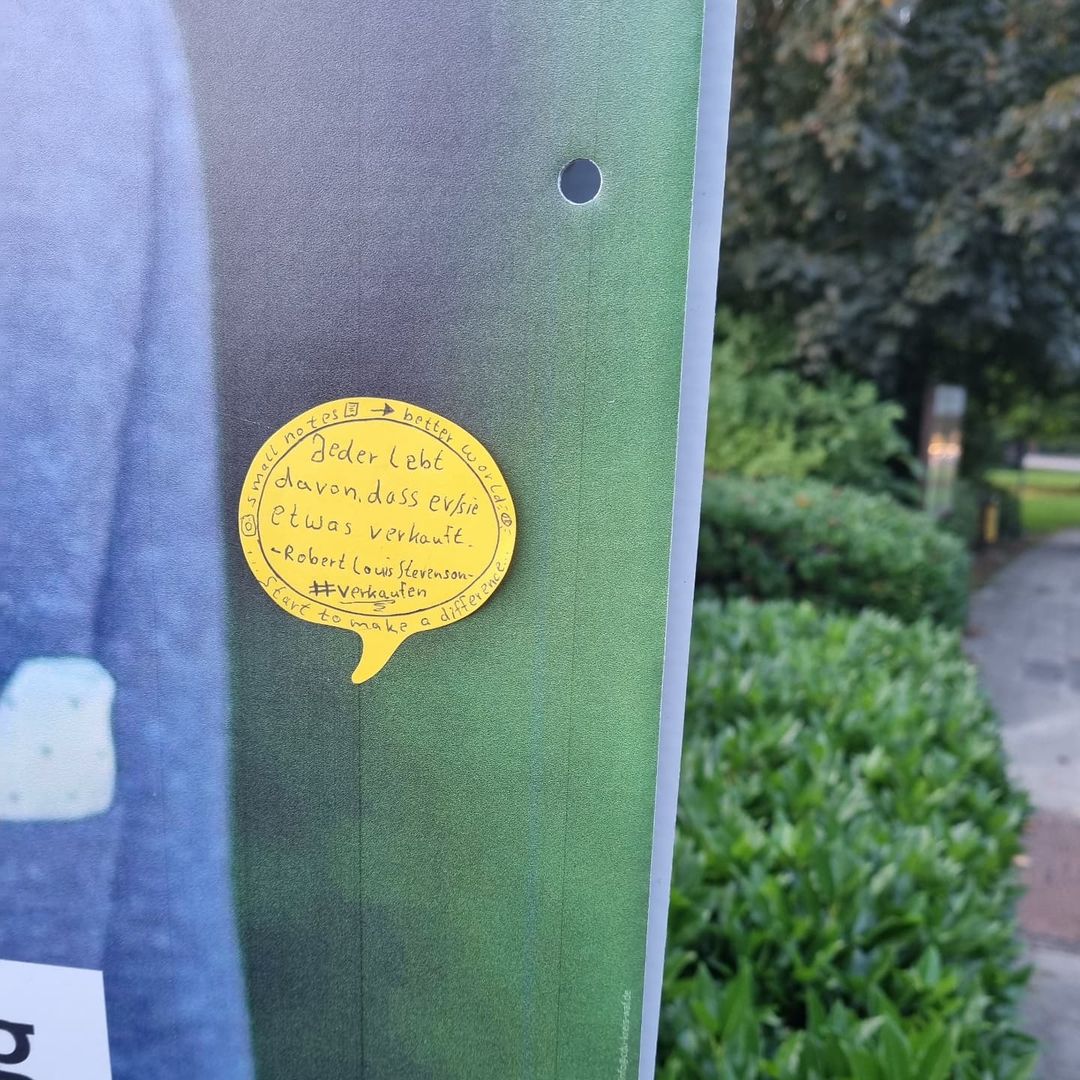 small notes → better world
Jeder lebt
davon, dass er/sie
etwas verkauft.
-Robert Louis Stevenson-
#verkaufen
...Start to make a difference...
g